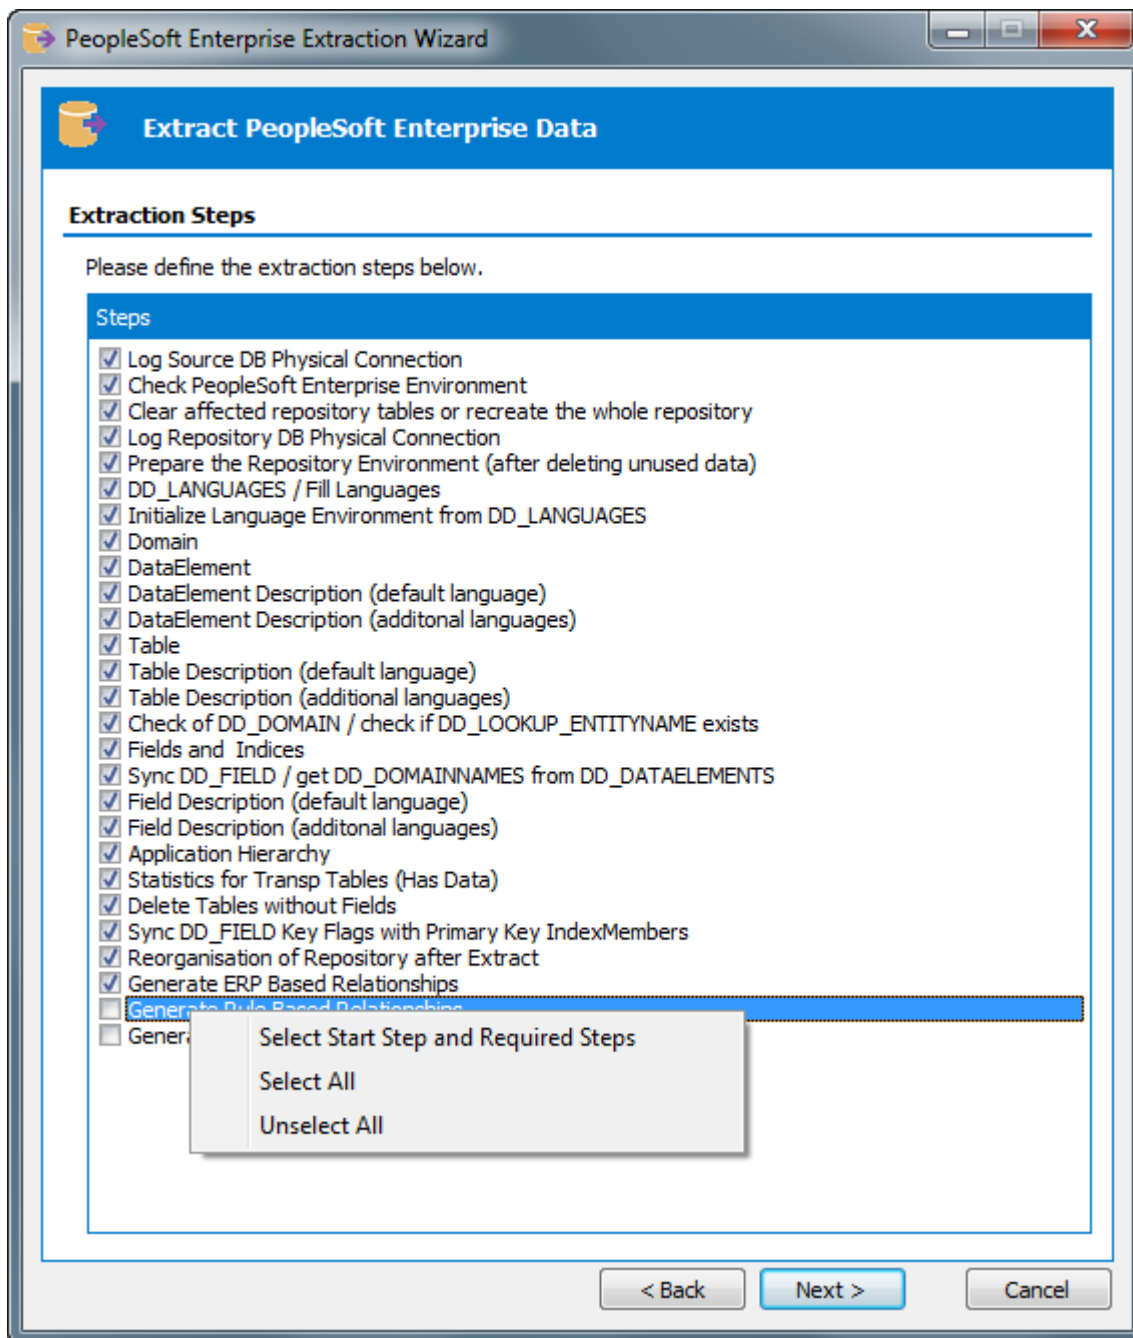 PeopleSoft Enterprise Extraction Wizard
Extract PeopleSoft Enterprise Data
Extraction Steps
Please define the extraction steps below.
Steps
Log Source DB Physical Connection
Check PeopleSoft Enterprise Environment
Clear affected repository tables or recreate the whole repository
Log Repository DB Physical Connection
Prepare the Repository Environment (after deleting unused data)
DD_LANGUAGES / Fill Languages
Initialize Language Environment from DD_LANGUAGES
Domain
DataElement
DataElement Description (default language)
DataElement Description (additonal languages)
Table
Table Description (default language)
Table Description (additional languages)
Check of DD_DOMAIN / check if DD_LOOKUP_ENTITYNAME exists
Fields and  Indices
Sync DD_FIELD / get DD_DOMAINNAMES from DD_DATAELEMENTS
Field Description (default language)
Field Description (additonal languages)
Application Hierarchy
Statistics for Transp Tables (Has Data)
Delete Tables without Fields
Sync DD_FIELD Key Flags with Primary Key IndexMembers
Reorganisation of Repository after Extract
Generate ERP Based Relationships
Generate Rule Based Relationships
Select Start Step and Required Steps
Select All
Unselect All
< Back Next > Cancel